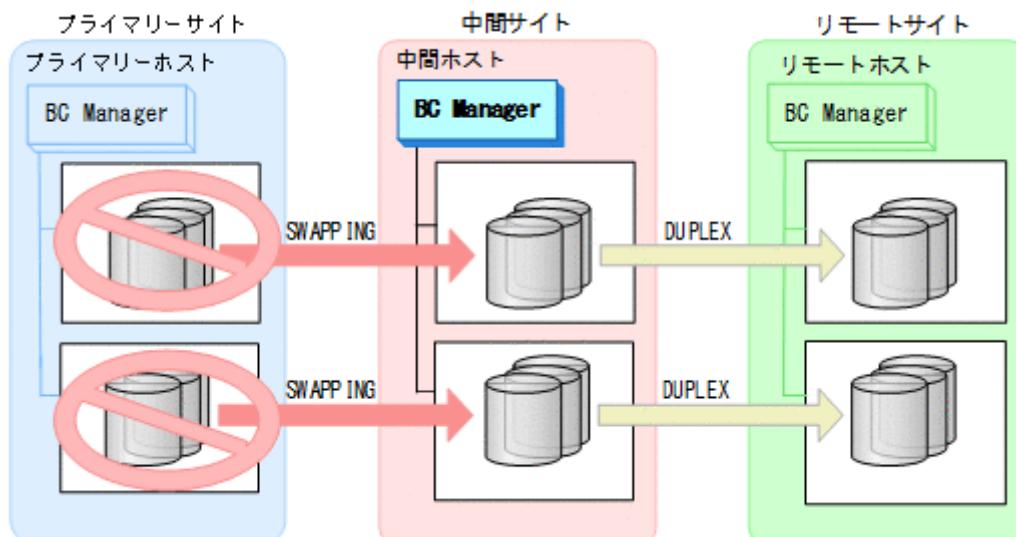 プライマリーサイト
中間サイト
リモートサイト
プライマリーホスト
中間ホスト
リモートホスト
BC Manager
BC Manager
BC Manager
SWAPPING
DUPLEX
SWAPPING
DUPLEX